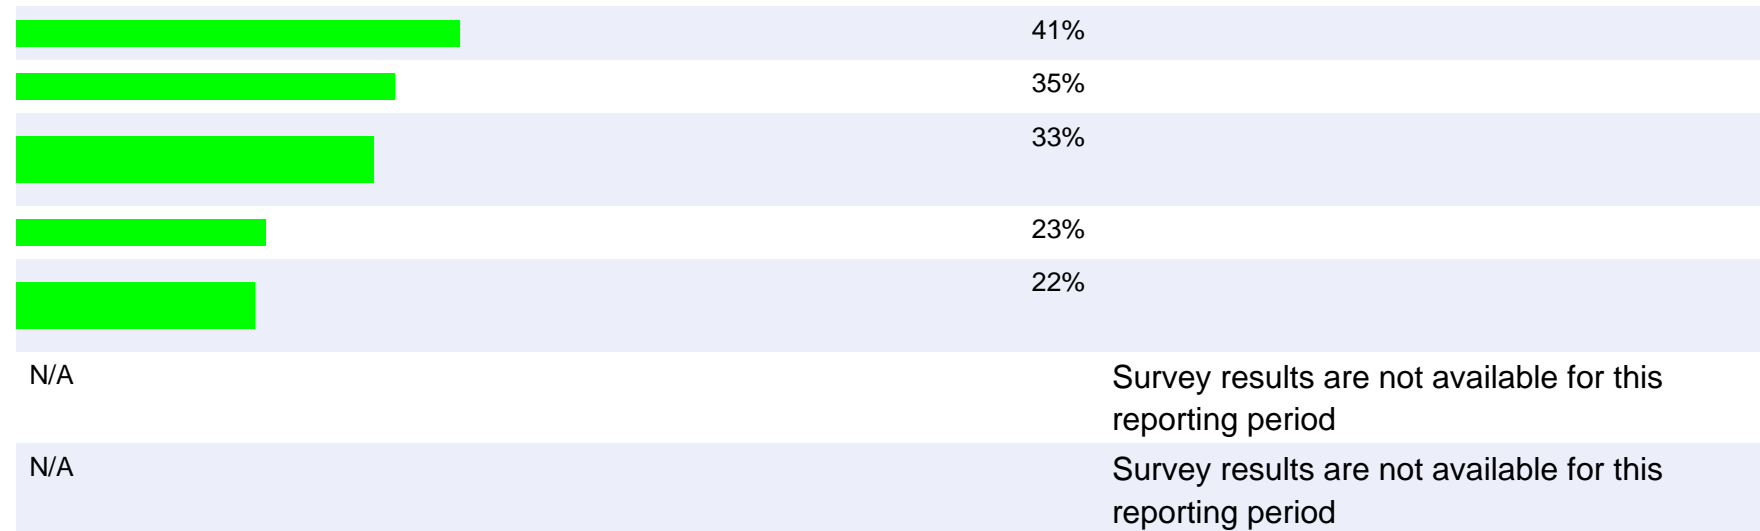 41%
35%
33%
23%
22%
N/A
Survey results are not available for this
reporting period
N/A
Survey results are not available for this
reporting period